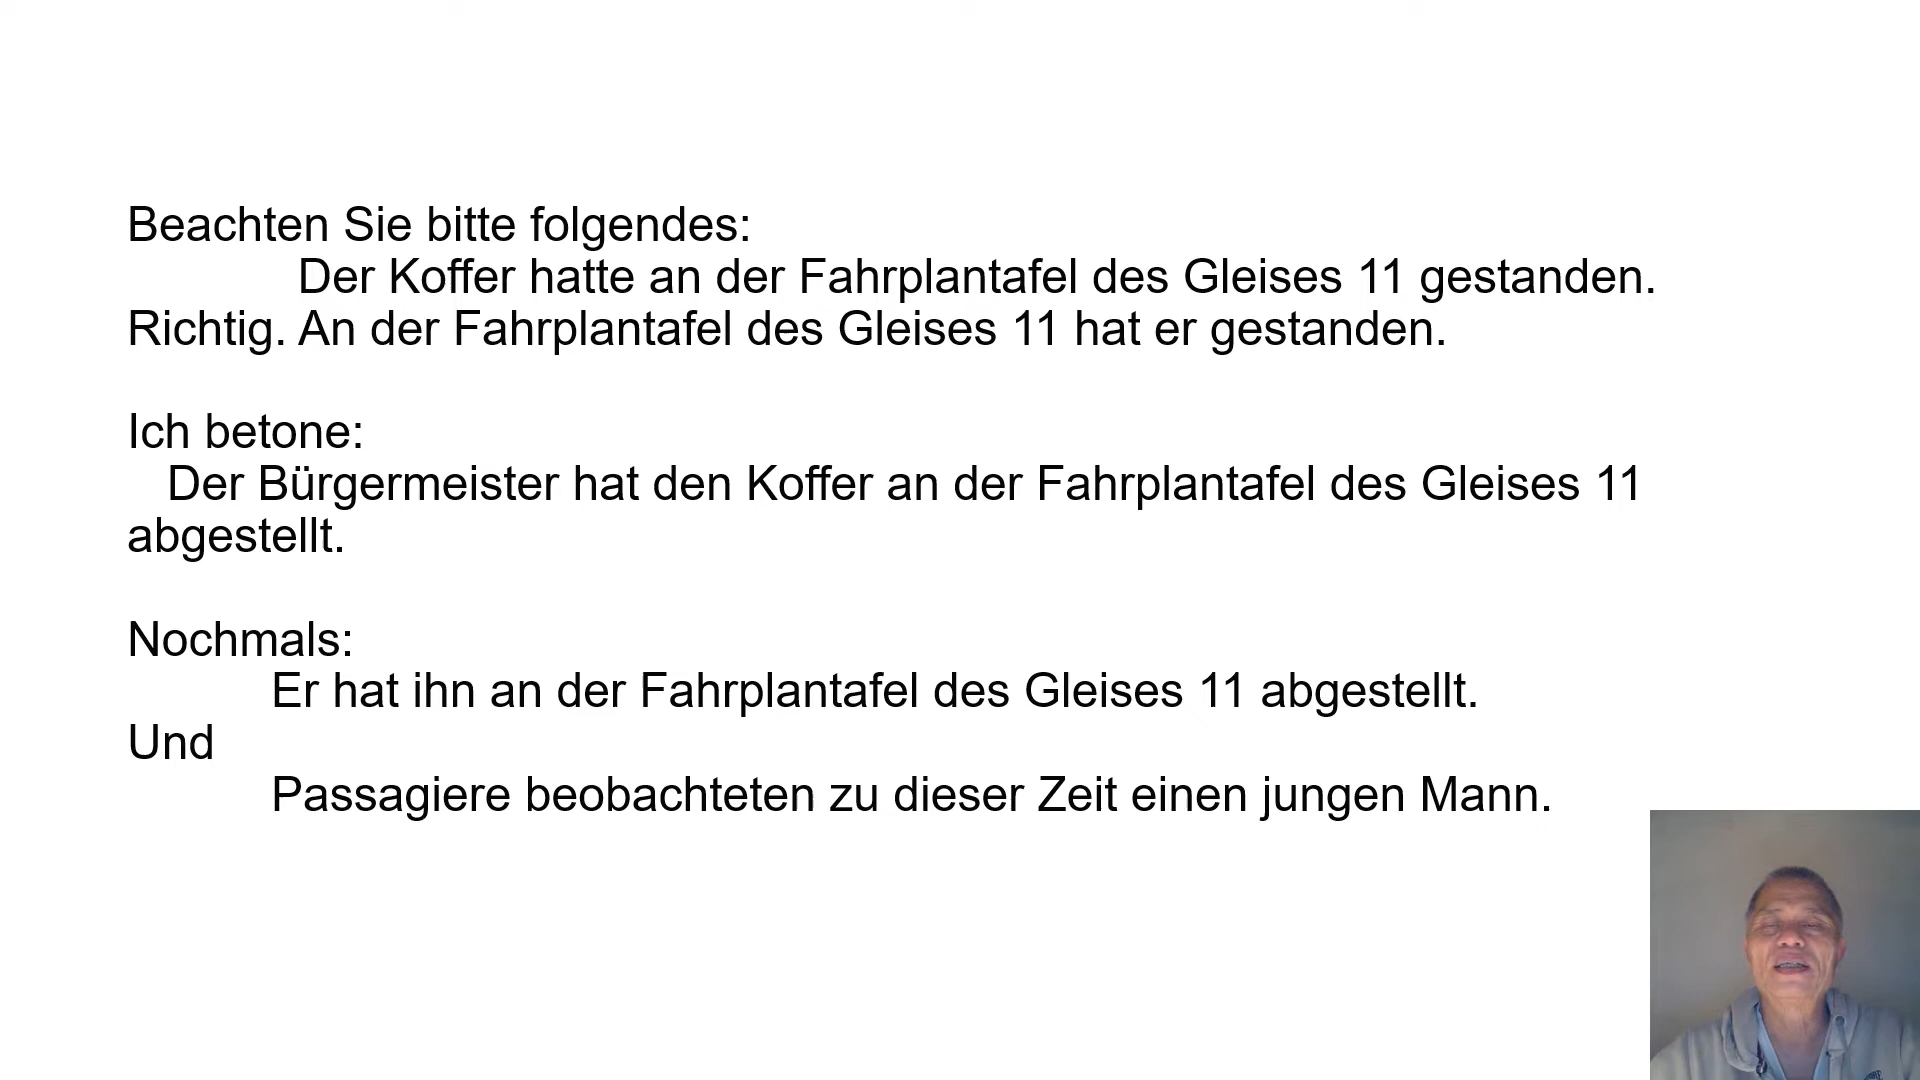 Beachten Sie bitte folgendes:
Der Koffer hatte an der Fahrplantafel des Gleises 11 gestanden.
Richtig. An der Fahrplantafel des Gleises 11 hat er gestanden.
Ich betone:
Der Bürgermeister hat den Koffer an der Fahrplantafel des Gleises 11
abgestellt.
Nochmals:
Er hat ihn an der Fahrplantafel des Gleises 11 abgestellt.
Und
Passagiere beobachteten zu dieser Zeit einen jungen Mann.